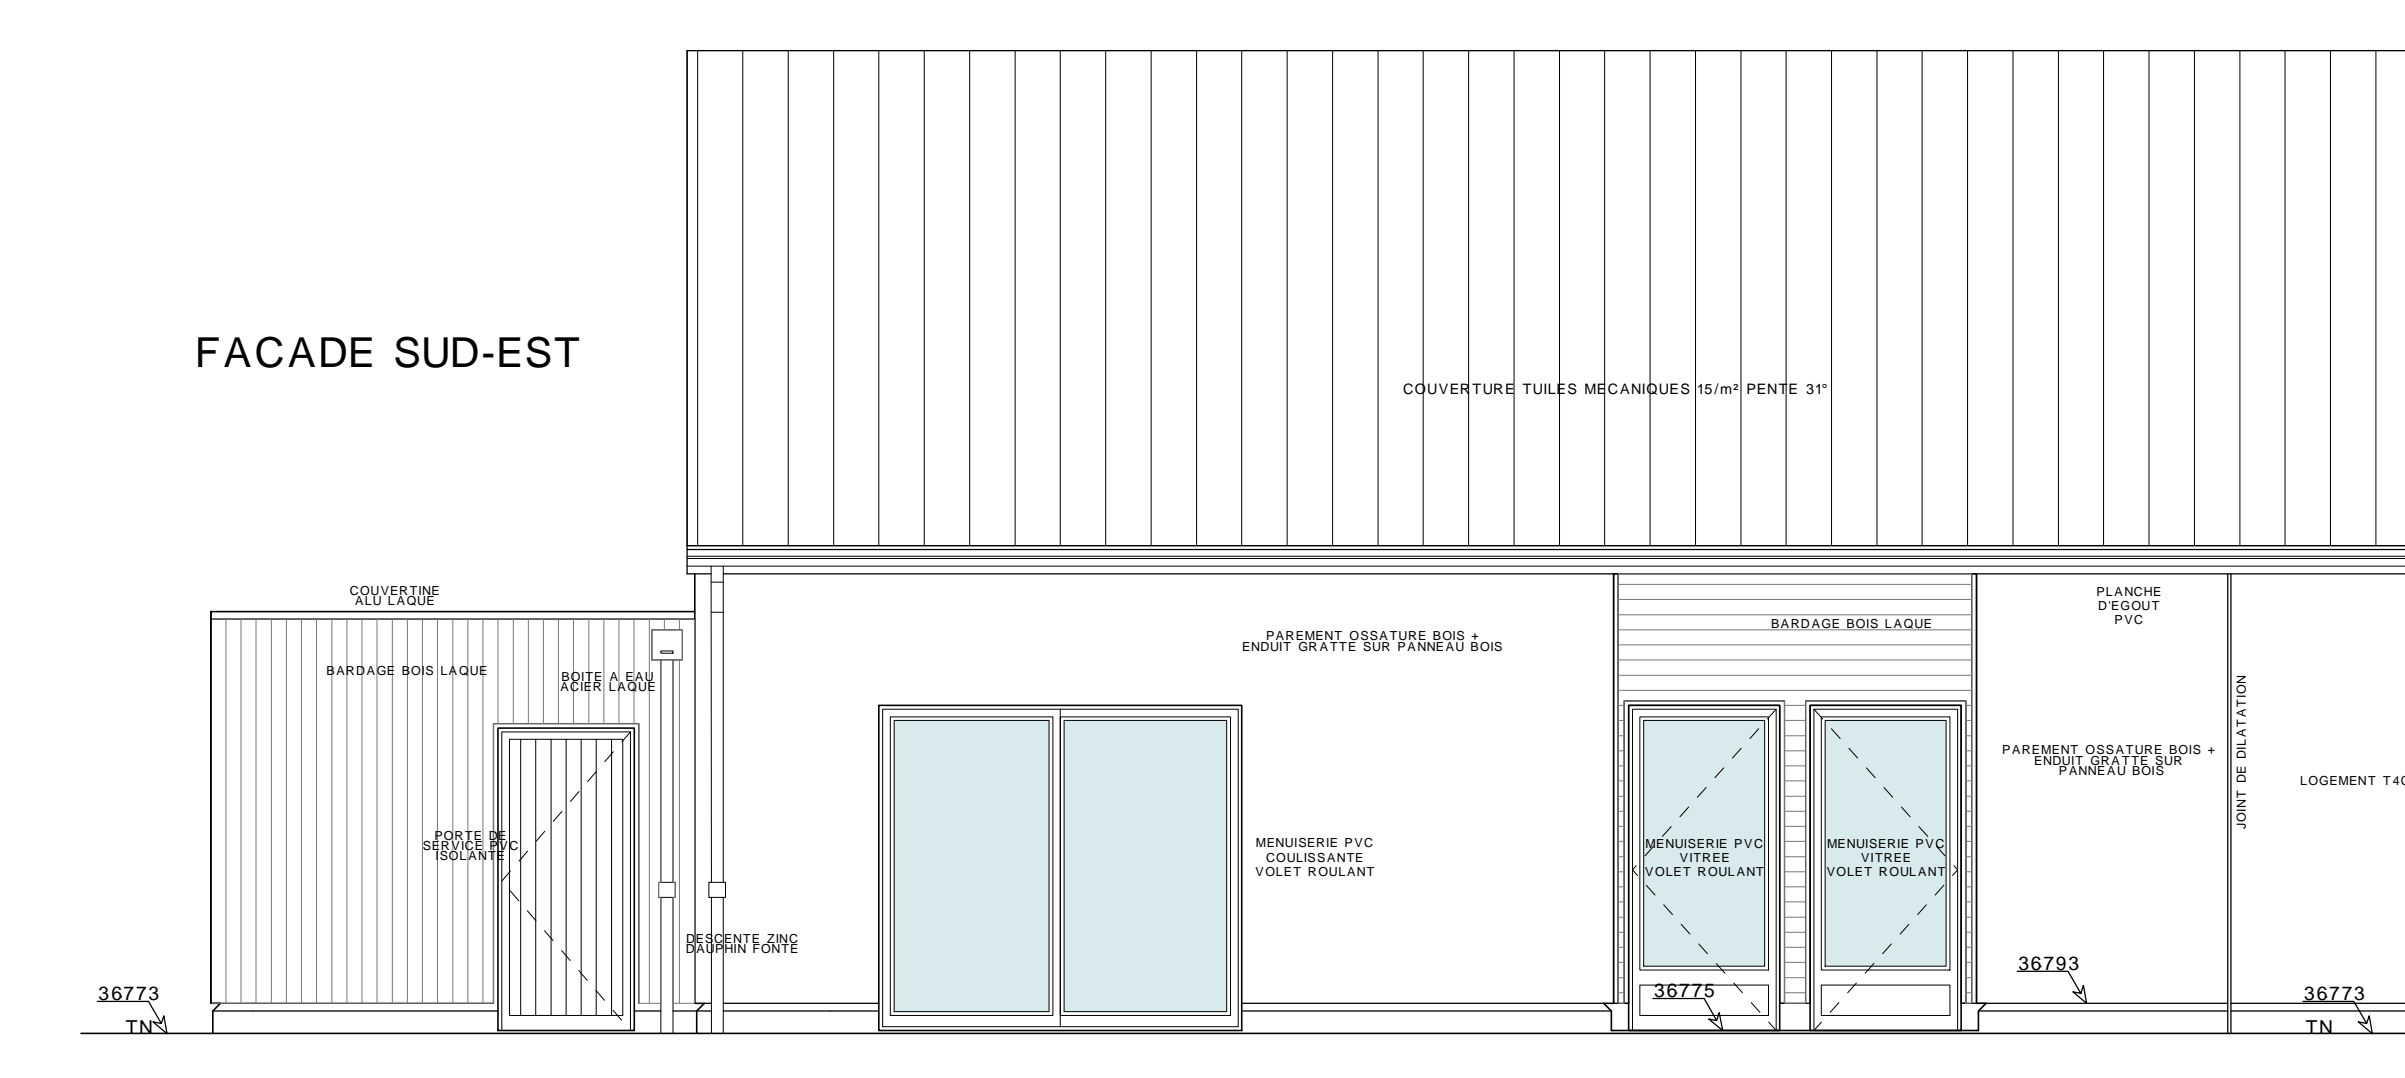 FACADE SUD-EST
COUVERTURE TUILES MECANIQUES 15/m² PENTE 31°
COUVERTINE
ALU LAQUE
BARDAGE BOIS LAQUE
BOITE A EAU
ACIER LAQUE
PORTE DE
SERVICE PVC
ISOLANTE
DESCENTE ZINC
DAUPHIN FONTE
PAREMENT OSSATURE BOIS +
ENDUIT GRATTE SUR PANNEAU BOIS
MENUISERIE PVC
COULISSANTE
VOLET ROULANT
BARDAGE BOIS LAQUE
MENUISERIE PVC
VITREE
VOLET ROULANT
MENUISERIE PVC
VITREE
VOLET ROULANT
PLANCHE
D'EGOUT
PVC
PAREMENT OSSATURE BOIS +
ENDUIT GRATTE SUR
PANNEAU BOIS
JOINT DE DILATATION
LOGEMENT T4
36773
TN
36775
36793
36773
TN